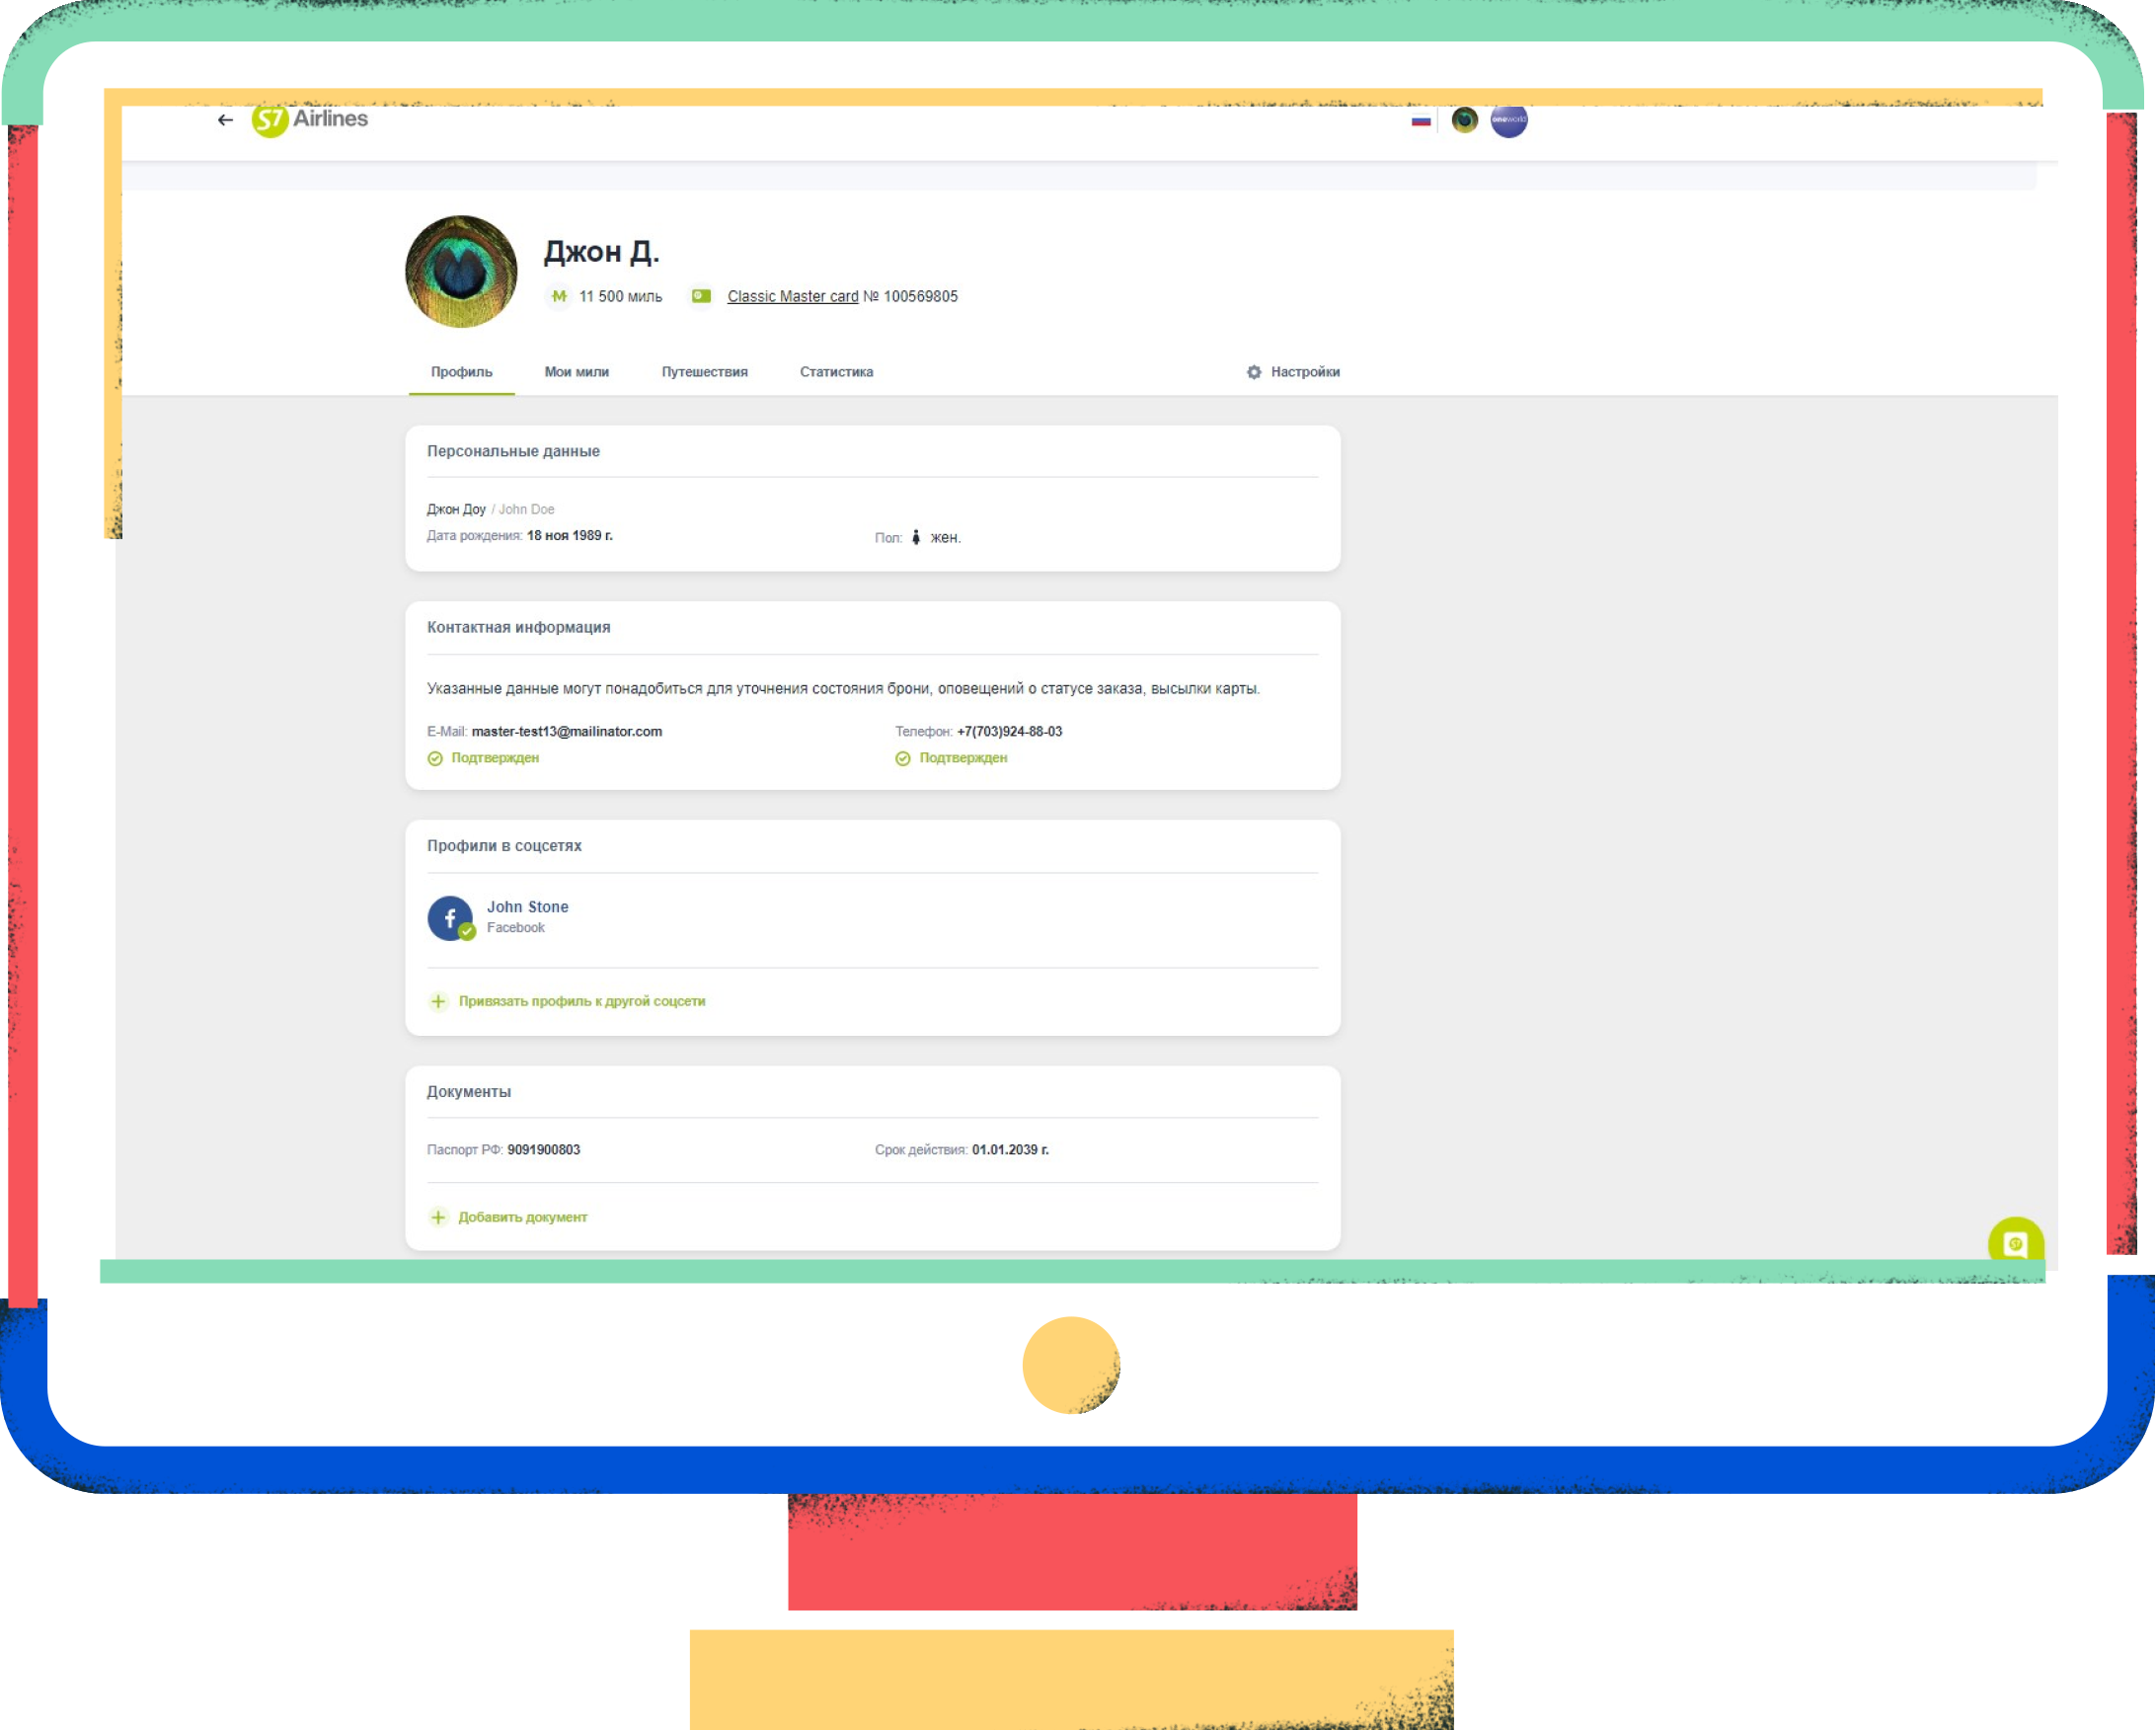 S7 Airlines
oneworld
Джон Д.
М 11 500 миль Classic Master card № 100569805
Профиль Мои мили Путешествия Статистика Настройки
Персональные данные
Джон Доу / John Doe
Дата рождения: 18 ноя 1989 г. Пол: жен.
Контактная информация
Указанные данные могут понадобиться для уточнения состояния брони, оповещений о статусе заказа, высылки карты.
E-Mail: master-test13@mailinator.com Телефон: +7(703)924-88-03
Подтвержден Подтвержден
Профили в соцсетях
John Stone
Facebook
Привязать профиль к другой соцсети
Документы
Паспорт РФ: 9091900803 Срок действия: 01.01.2039 г.
Добавить документ
S7